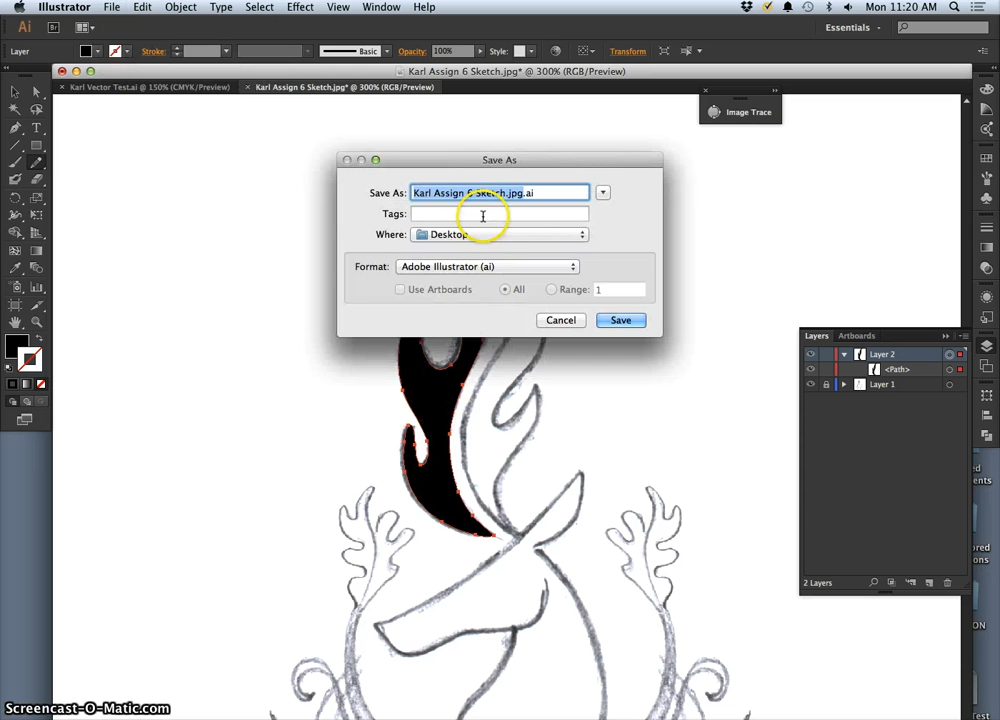 Illustrator File Edit Object Type Select Effect View Window Help
Mon 11:20 AM
Ai Br Essentials
Layer Stroke: Basic Opacity: 100% Style: Transform
Karl Assign 6 Sketch.jpg* @ 300% (RGB/Preview)
Karl Vector Test.ai @ 150% (CMYK/Preview)
Karl Assign 6 Sketch.jpg* @ 300% (RGB/Preview)
Image Trace
Save As
Save As: Karl Assign 6 Sketch.jpg.ai
Tags:
Where: Desktop
Format: Adobe Illustrator (ai)
Use Artboards All Range: 1
Cancel Save
Layers Artboards
Layer 2
<Path>
Layer 1
2 Layers
Screencast-O-Matic.com